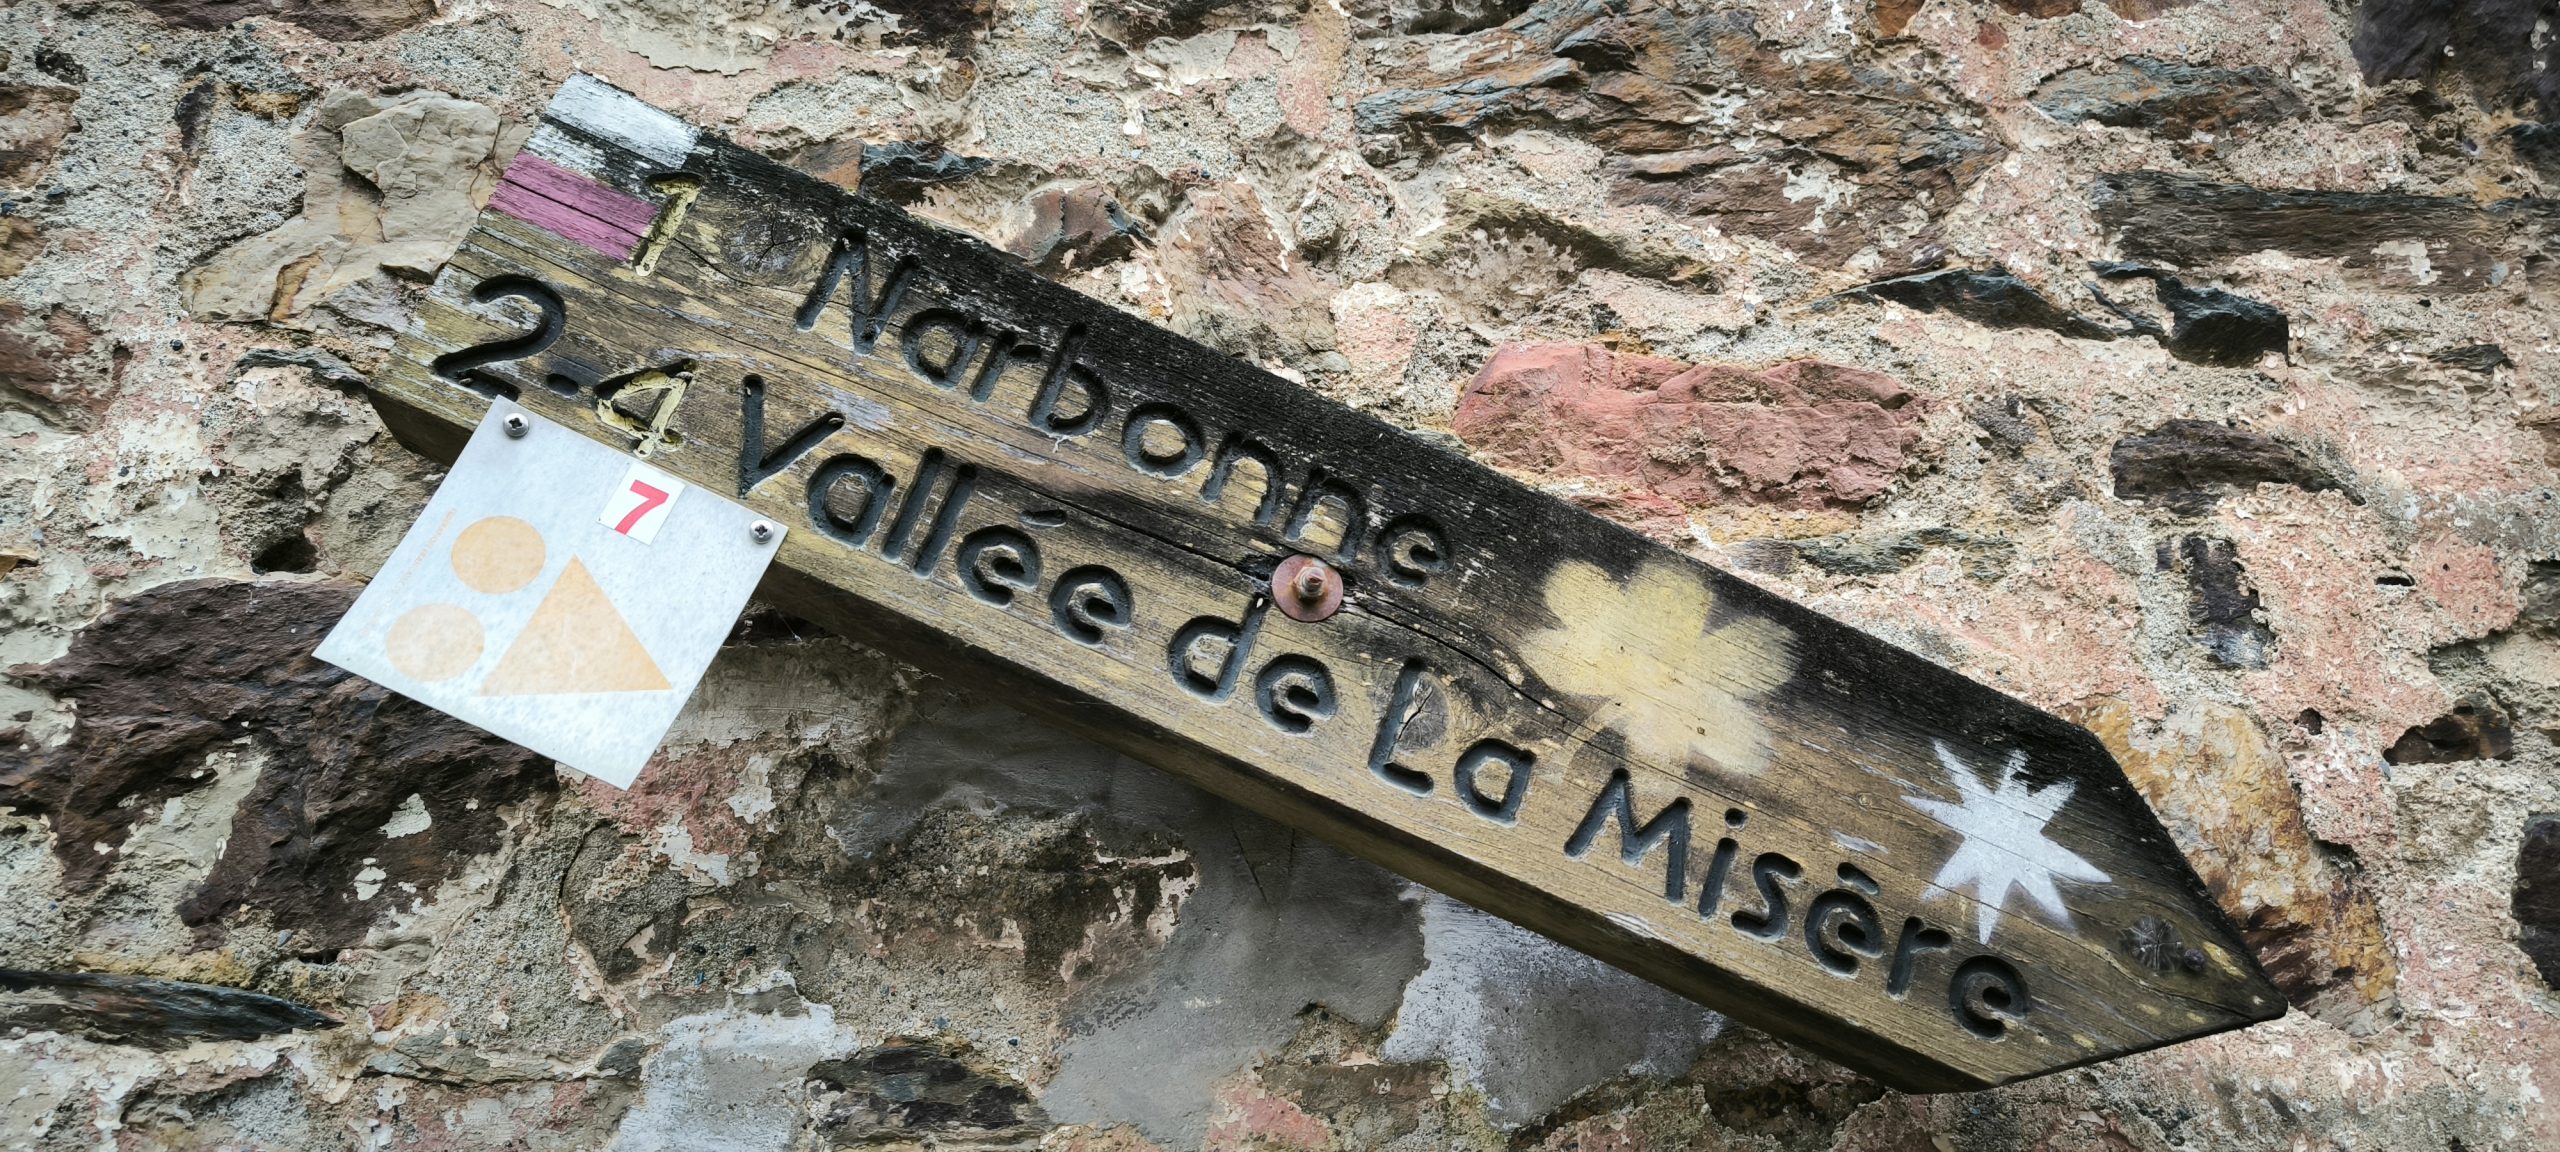 1 Narbonne
2.4 Vallée de La Misère
7